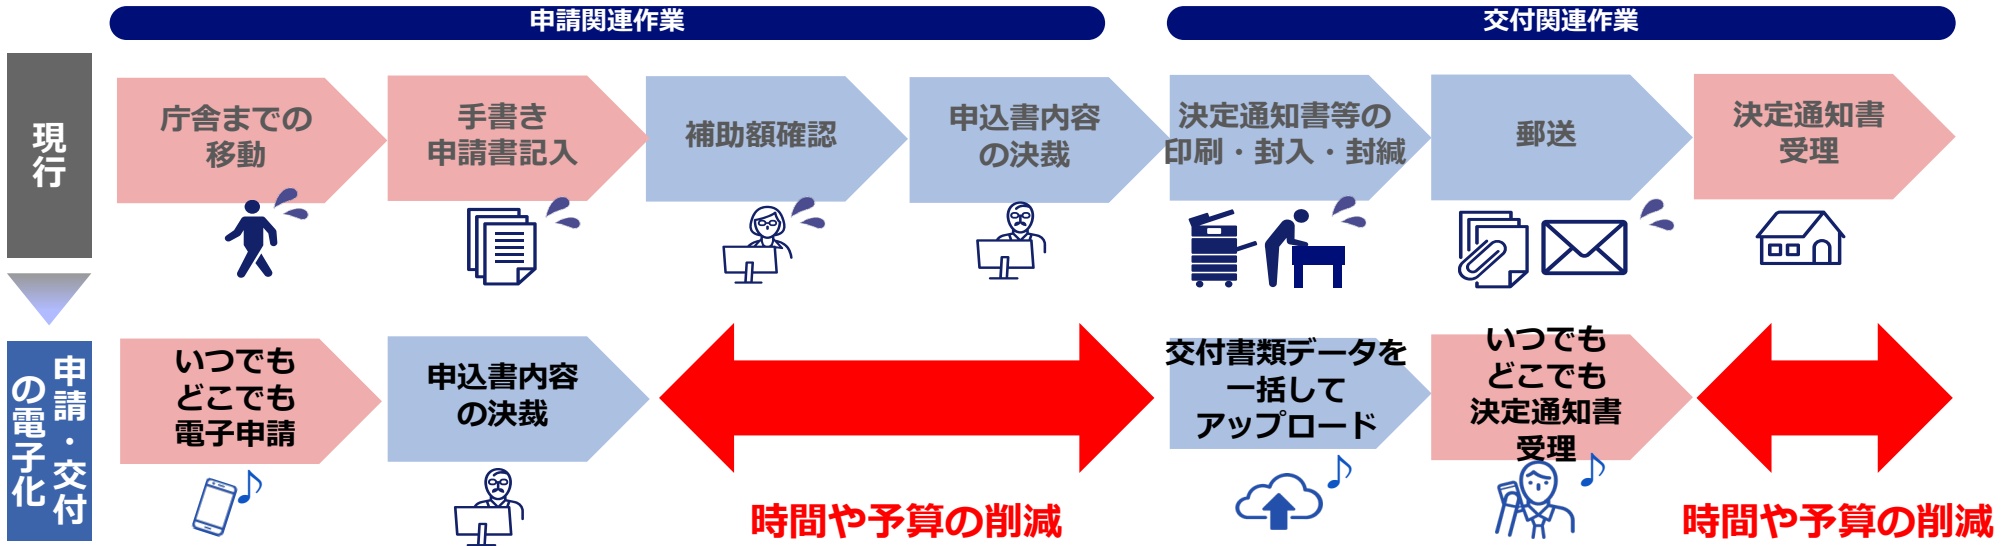 申請関連作業
交付関連作業
現行
庁舎までの
移動
手書き
申請書記入
補助額確認
申込書内容
の決裁
決定通知書等の
印刷・封入・封緘
郵送
決定通知書
受理
申請・交付
の電子化
いつでも
どこでも
電子申請
申込書内容
の決裁
時間や予算の削減
交付書類データを
一括して
アップロード
いつでも
どこでも
決定通知書
受理
時間や予算の削減